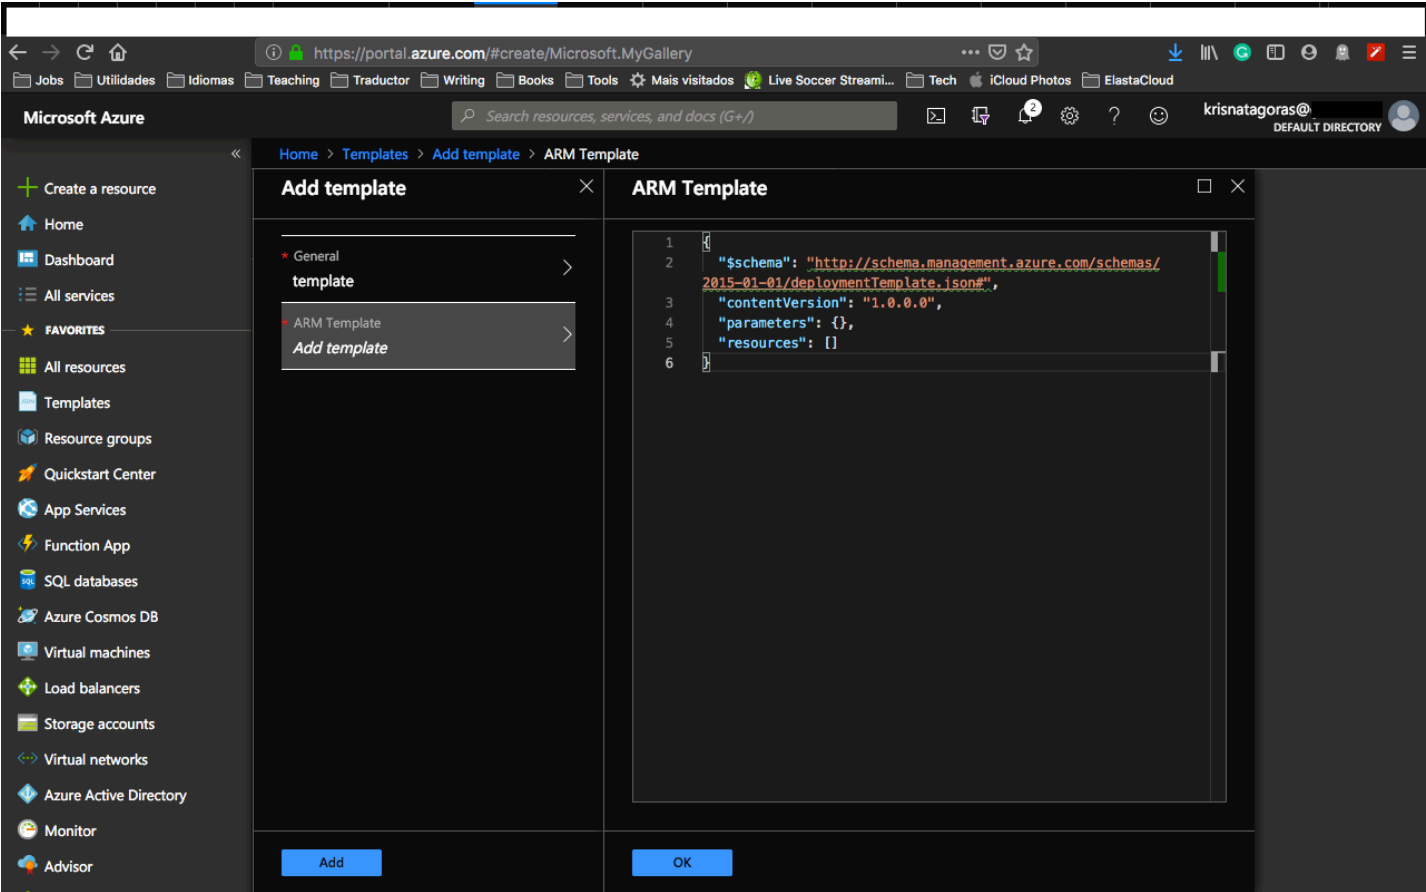 https://portal.azure.com/#create/Microsoft.MyGallery
Jobs Utilidades Idiomas Teaching Traductor Writing Books Tools Mais visitados Live Soccer Streami... Tech iCloud Photos ElastaCloud
Microsoft Azure
Search resources, services, and docs (G+/)
2
krisnatagoras@
DEFAULT DIRECTORY
Home > Templates > Add template > ARM Template
Create a resource
Home
Dashboard
All services
FAVORITES
All resources
Templates
Resource groups
Quickstart Center
App Services
Function App
SQL databases
Azure Cosmos DB
Virtual machines
Load balancers
Storage accounts
Virtual networks
Azure Active Directory
Monitor
Advisor
Add template
* General
template
* ARM Template
Add template
Add
ARM Template
1 {
2 "$schema": "http://schema.management.azure.com/schemas/
2015-01-01/deploymentTemplate.json#",
3 "contentVersion": "1.0.0.0",
4 "parameters": {},
5 "resources": []
6 }
OK